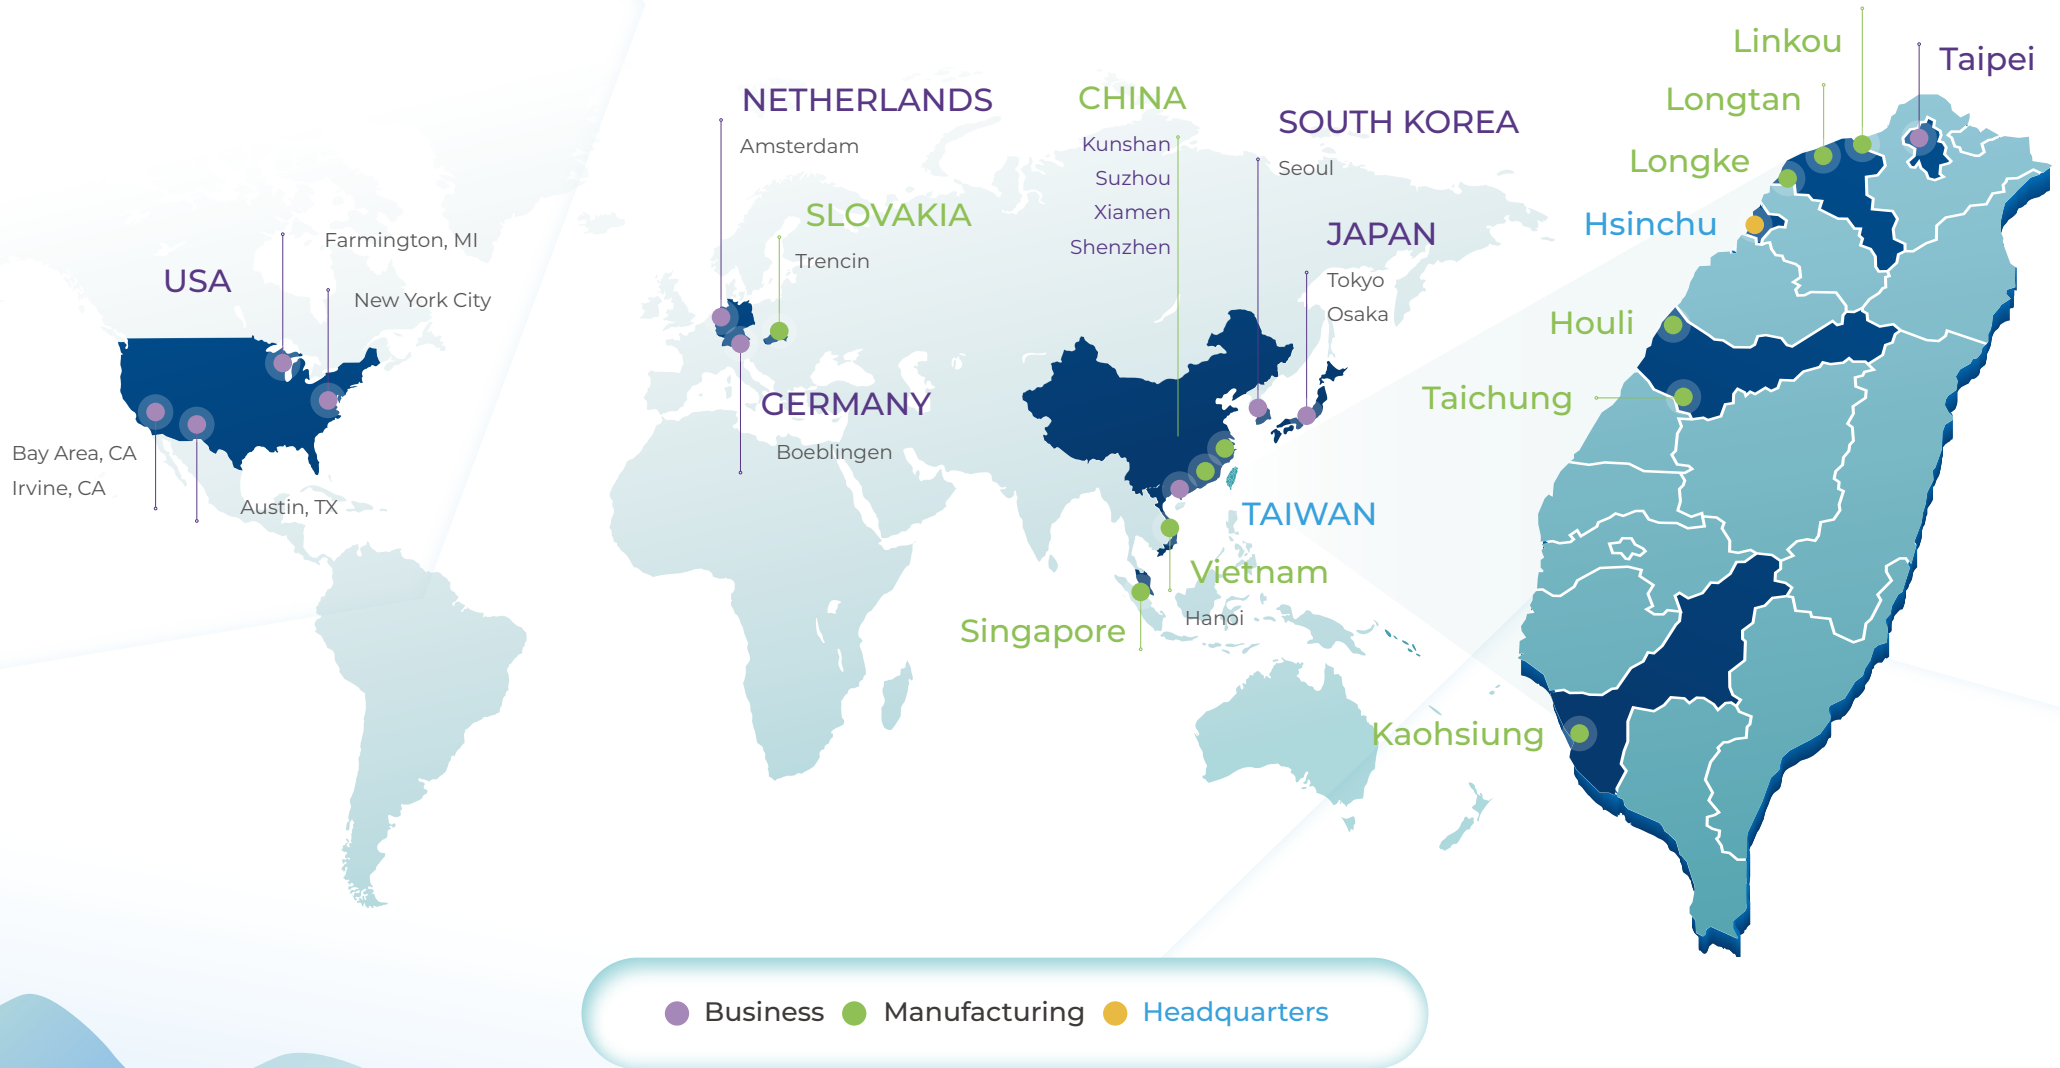 USA
Farmington, MI
New York City
Bay Area, CA
Irvine, CA
Austin, TX
NETHERLANDS
Amsterdam
SLOVAKIA
Trencin
GERMANY
Boeblingen
CHINA
Kunshan
Suzhou
Xiamen
Shenzhen
SOUTH KOREA
Seoul
JAPAN
Tokyo
Osaka
TAIWAN
Vietnam
Hanoi
Singapore
Linkou
Taipei
Longtan
Longke
Hsinchu
Houli
Taichung
Kaohsiung
Business
Manufacturing
Headquarters